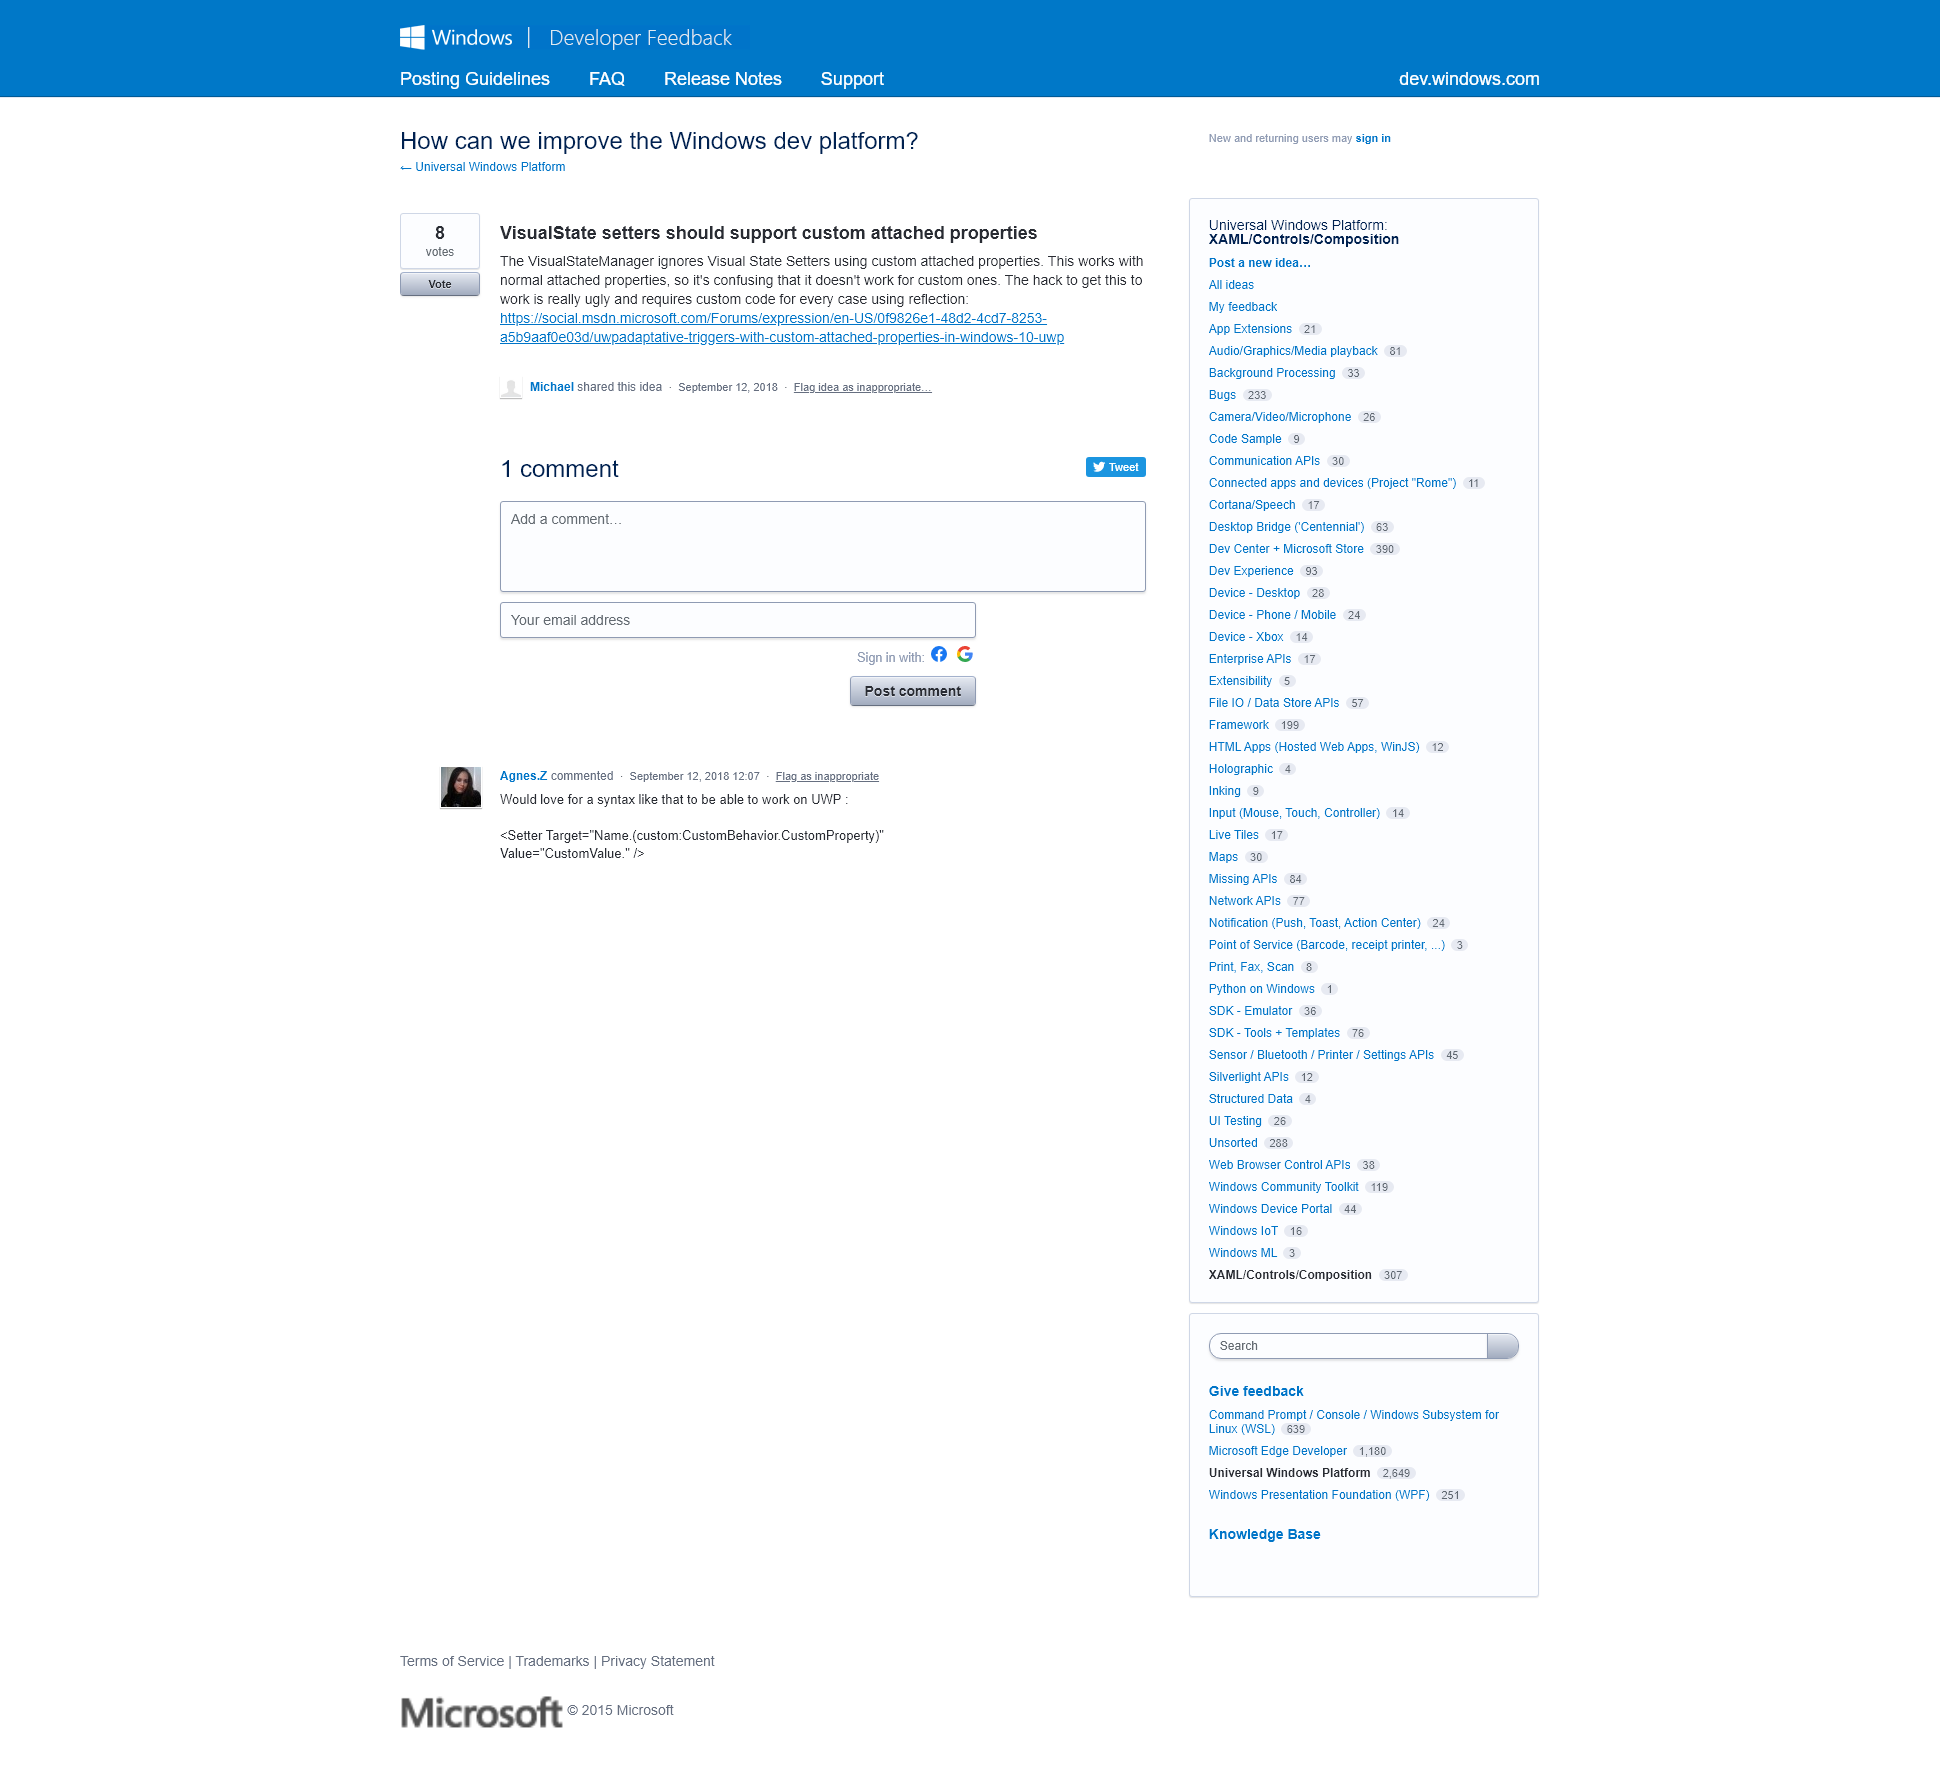 Windows | Developer Feedback
Posting Guidelines FAQ Release Notes Support dev.windows.com
How can we improve the Windows dev platform?
← Universal Windows Platform
New and returning users may sign in
8
votes
Vote
VisualState setters should support custom attached properties
The VisualStateManager ignores Visual State Setters using custom attached properties. This works with
normal attached properties, so it's confusing that it doesn't work for custom ones. The hack to get this to
work is really ugly and requires custom code for every case using reflection:
https://social.msdn.microsoft.com/Forums/expression/en-US/0f9826e1-48d2-4cd7-8253-
a5b9aaf0e03d/uwpadaptative-triggers-with-custom-attached-properties-in-windows-10-uwp
Michael shared this idea · September 12, 2018 · Flag idea as inappropriate…
1 comment
Tweet
Add a comment…
Your email address
Sign in with:
Post comment
Agnes.Z commented · September 12, 2018 12:07 · Flag as inappropriate
Would love for a syntax like that to be able to work on UWP :
<Setter Target="Name.(custom:CustomBehavior.CustomProperty)"
Value="CustomValue." />
Universal Windows Platform:
XAML/Controls/Composition
Post a new idea…
All ideas
My feedback
App Extensions 21
Audio/Graphics/Media playback 81
Background Processing 33
Bugs 233
Camera/Video/Microphone 26
Code Sample 9
Communication APIs 30
Connected apps and devices (Project "Rome") 11
Cortana/Speech 17
Desktop Bridge ('Centennial') 63
Dev Center + Microsoft Store 390
Dev Experience 93
Device - Desktop 28
Device - Phone / Mobile 24
Device - Xbox 14
Enterprise APIs 17
Extensibility 5
File IO / Data Store APIs 57
Framework 199
HTML Apps (Hosted Web Apps, WinJS) 12
Holographic 4
Inking 9
Input (Mouse, Touch, Controller) 14
Live Tiles 17
Maps 30
Missing APIs 84
Network APIs 77
Notification (Push, Toast, Action Center) 24
Point of Service (Barcode, receipt printer, ...) 3
Print, Fax, Scan 8
Python on Windows 1
SDK - Emulator 36
SDK - Tools + Templates 76
Sensor / Bluetooth / Printer / Settings APIs 45
Silverlight APIs 12
Structured Data 4
UI Testing 26
Unsorted 288
Web Browser Control APIs 38
Windows Community Toolkit 119
Windows Device Portal 44
Windows IoT 16
Windows ML 3
XAML/Controls/Composition 307
Search
Give feedback
Command Prompt / Console / Windows Subsystem for
Linux (WSL) 639
Microsoft Edge Developer 1,180
Universal Windows Platform 2,649
Windows Presentation Foundation (WPF) 251
Knowledge Base
Terms of Service | Trademarks | Privacy Statement
Microsoft © 2015 Microsoft